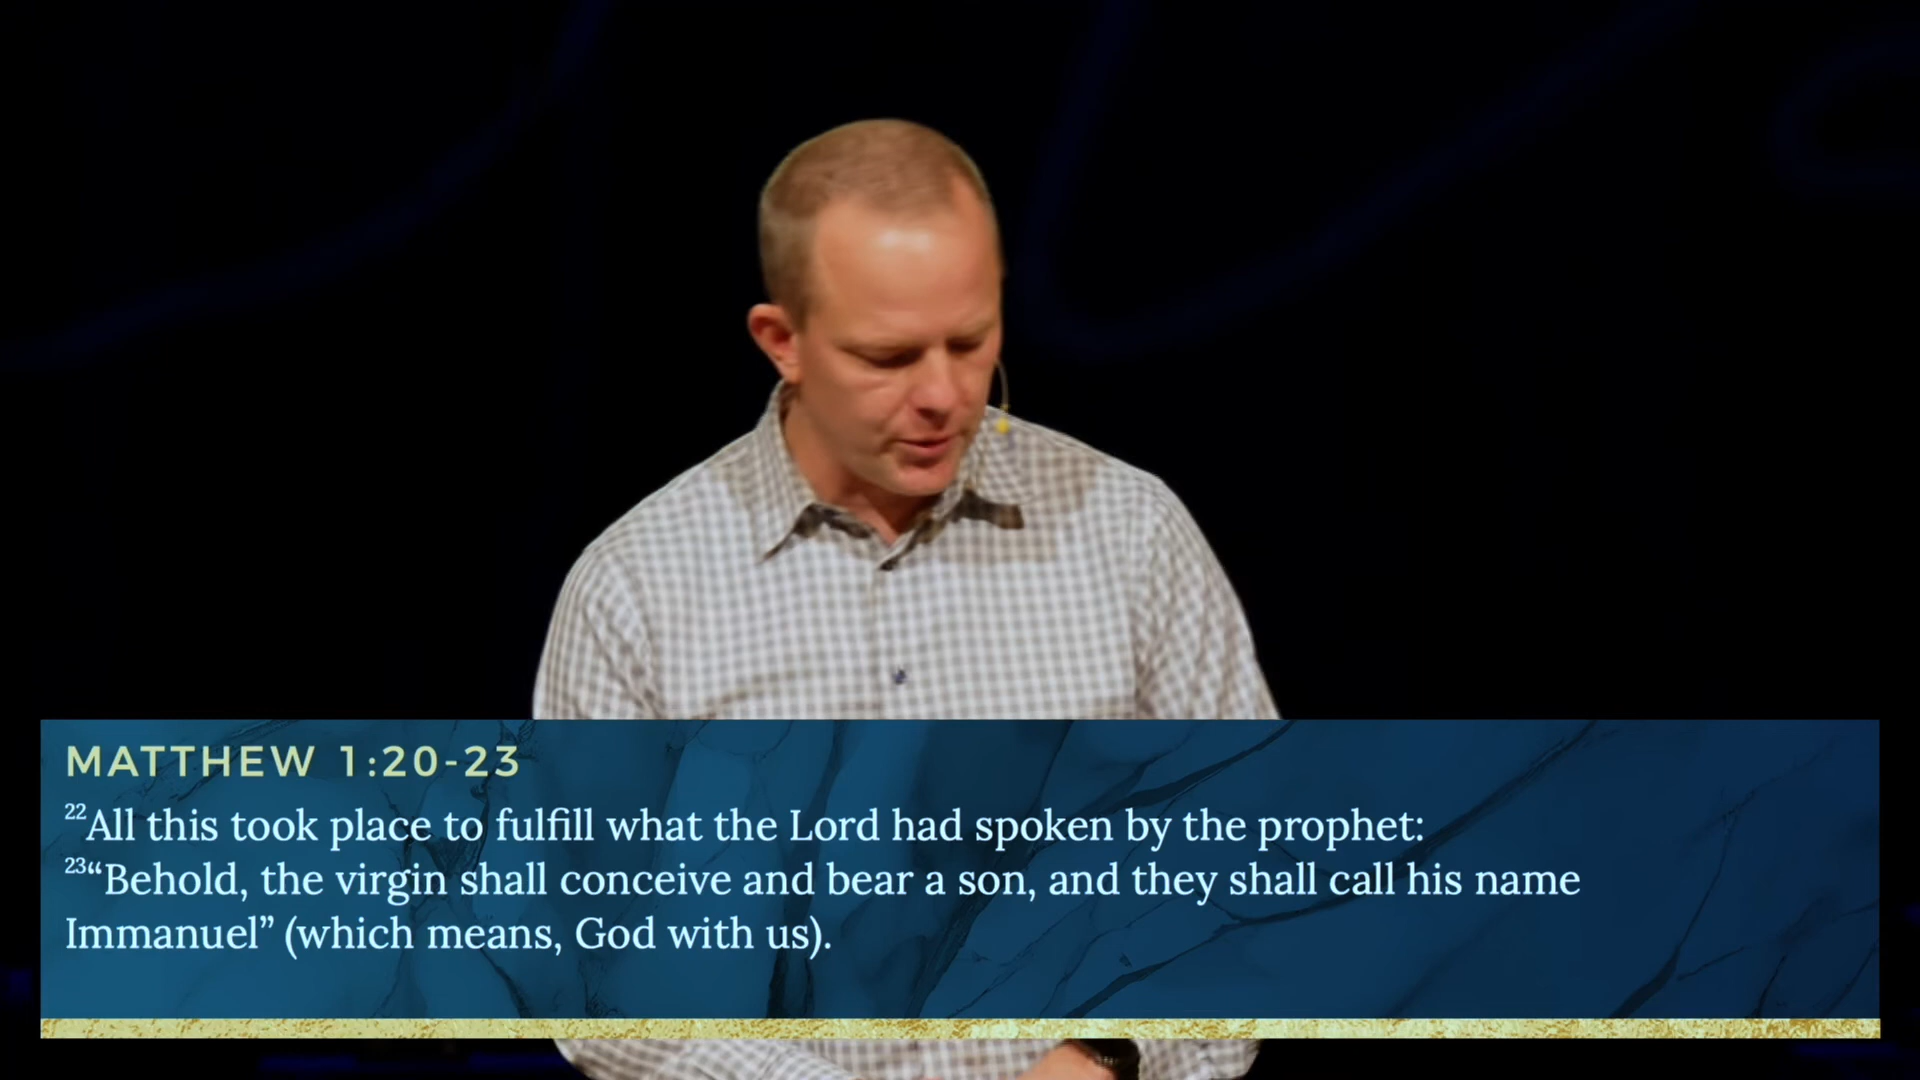 MATTHEW 1:20-23
22All this took place to fulfill what the Lord had spoken by the prophet:
23“Behold, the virgin shall conceive and bear a son, and they shall call his name
Immanuel” (which means, God with us).